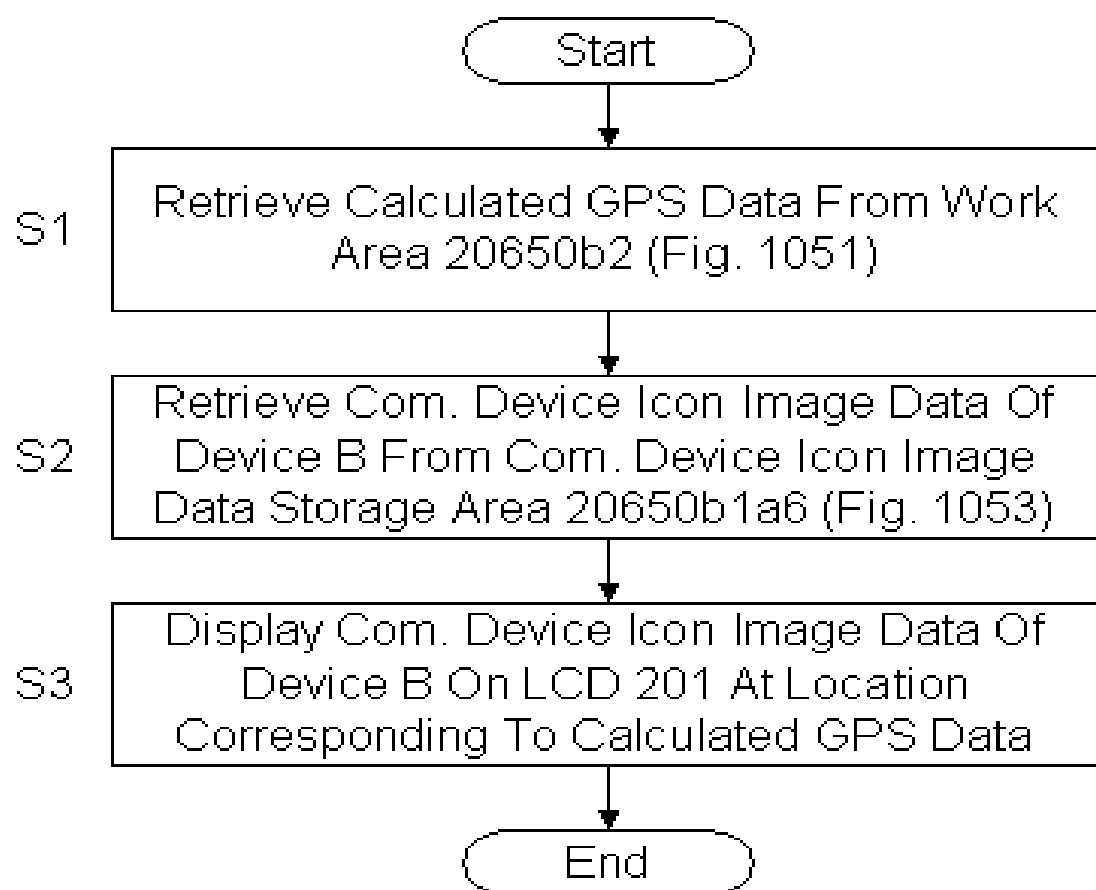 Start
S1
Retrieve Calculated GPS Data From Work
Area 20650b2 (Fig. 1051)
S2
Retrieve Com. Device Icon Image Data Of
Device B From Com. Device Icon Image
Data Storage Area 20650b1a6 (Fig. 1053)
S3
Display Com. Device Icon Image Data Of
Device B On LCD 201 At Location
Corresponding To Calculated GPS Data
End